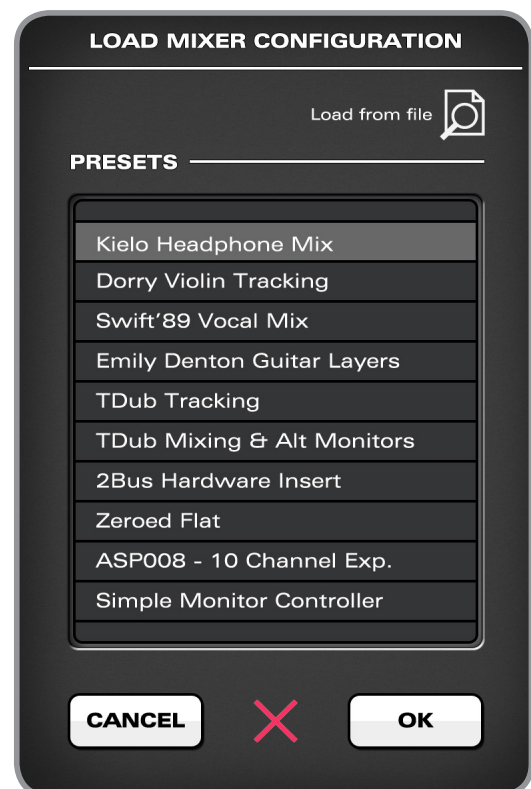 LOAD MIXER CONFIGURATION
Load from file
PRESETS
Kielo Headphone Mix
Dorry Violin Tracking
Swift'89 Vocal Mix
Emily Denton Guitar Layers
TDub Tracking
TDub Mixing & Alt Monitors
2Bus Hardware Insert
Zeroed Flat
ASP008 - 10 Channel Exp.
Simple Monitor Controller
CANCEL
OK